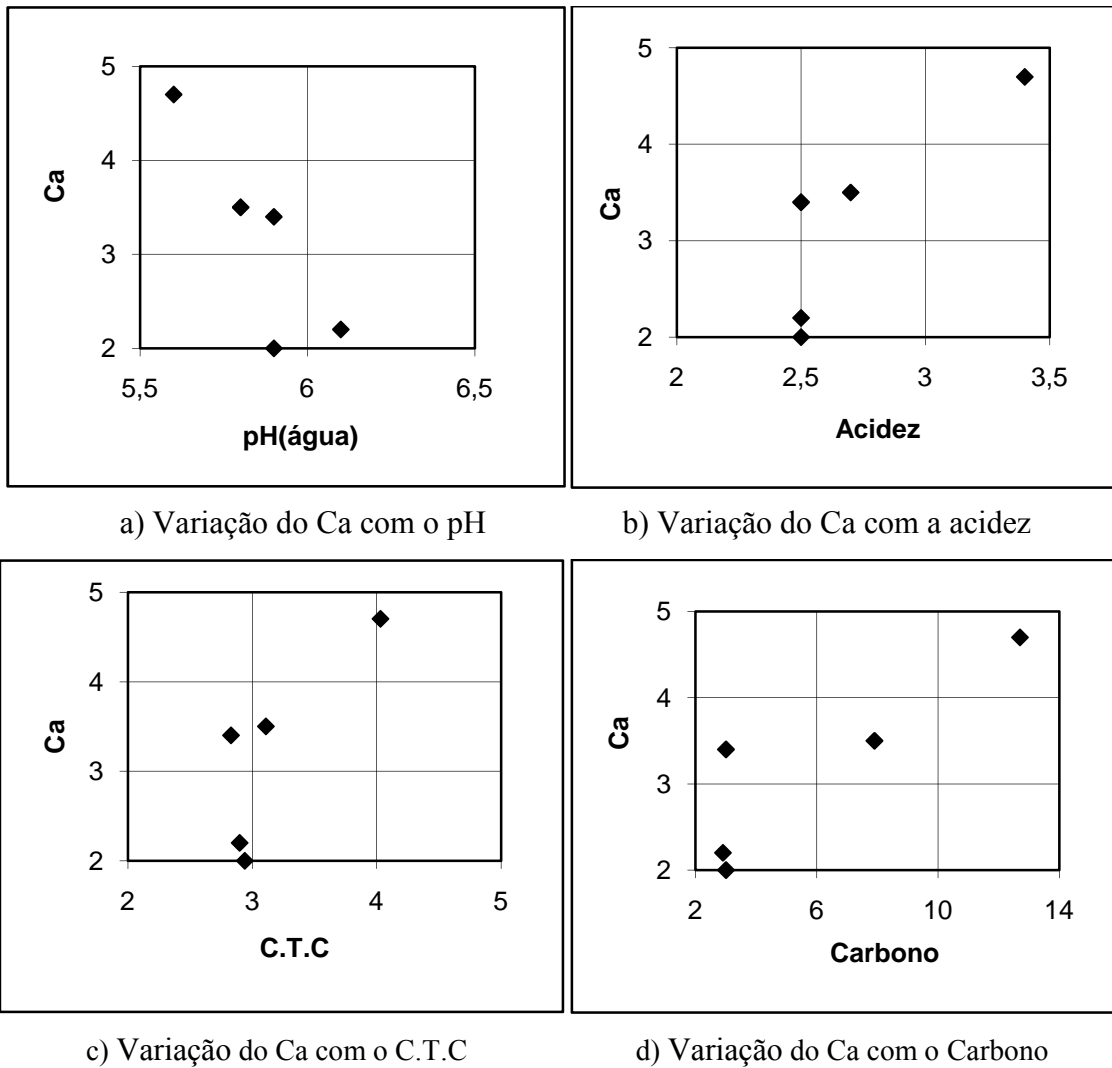 5
4
Ca
3
2
5,5 6 6,5
pH(água)
5
4
Ca
3
2
2 2,5 3 3,5
Acidez
a) Variação do Ca com o pH
b) Variação do Ca com a acidez
5
4
Ca
3
2
2 3 4 5
C.T.C
5
4
Ca
3
2
2 6 10 14
Carbono
c) Variação do Ca com o C.T.C
d) Variação do Ca com o Carbono